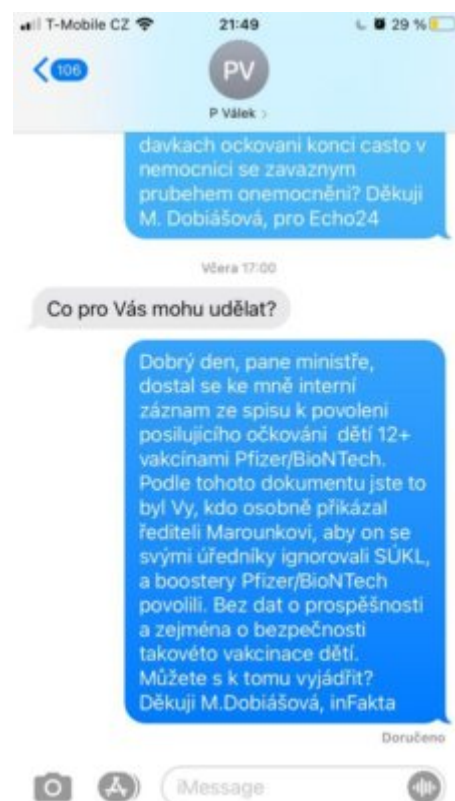 T-Mobile CZ 21:49 29 %
106
PV
P Válek >
davkach ockovani konci casto v
nemocnici se zavaznym
prubehem onemocněni? Děkuji
M. Dobiášová, pro Echo24
Včera 17:00
Co pro Vás mohu udělat?
Dobrý den, pane ministře,
dostal se ke mně interní
záznam ze spisu k povoleni
posilujícího očkováni dětí 12+
vakcínami Pfizer/BioNTech.
Podle tohoto dokumentu jste to
byl Vy, kdo osobně přikázal
řediteli Marounkovi, aby on se
svými úředníky ignorovali SÚKL,
a boostery Pfizer/BioNTech
povolili. Bez dat o prospěšnosti
a zejména o bezpečnosti
takovéto vakcinace dětí.
Můžete s k tomu vyjádřit?
Děkuji M.Dobiášová, inFakta
Doručeno
iMessage